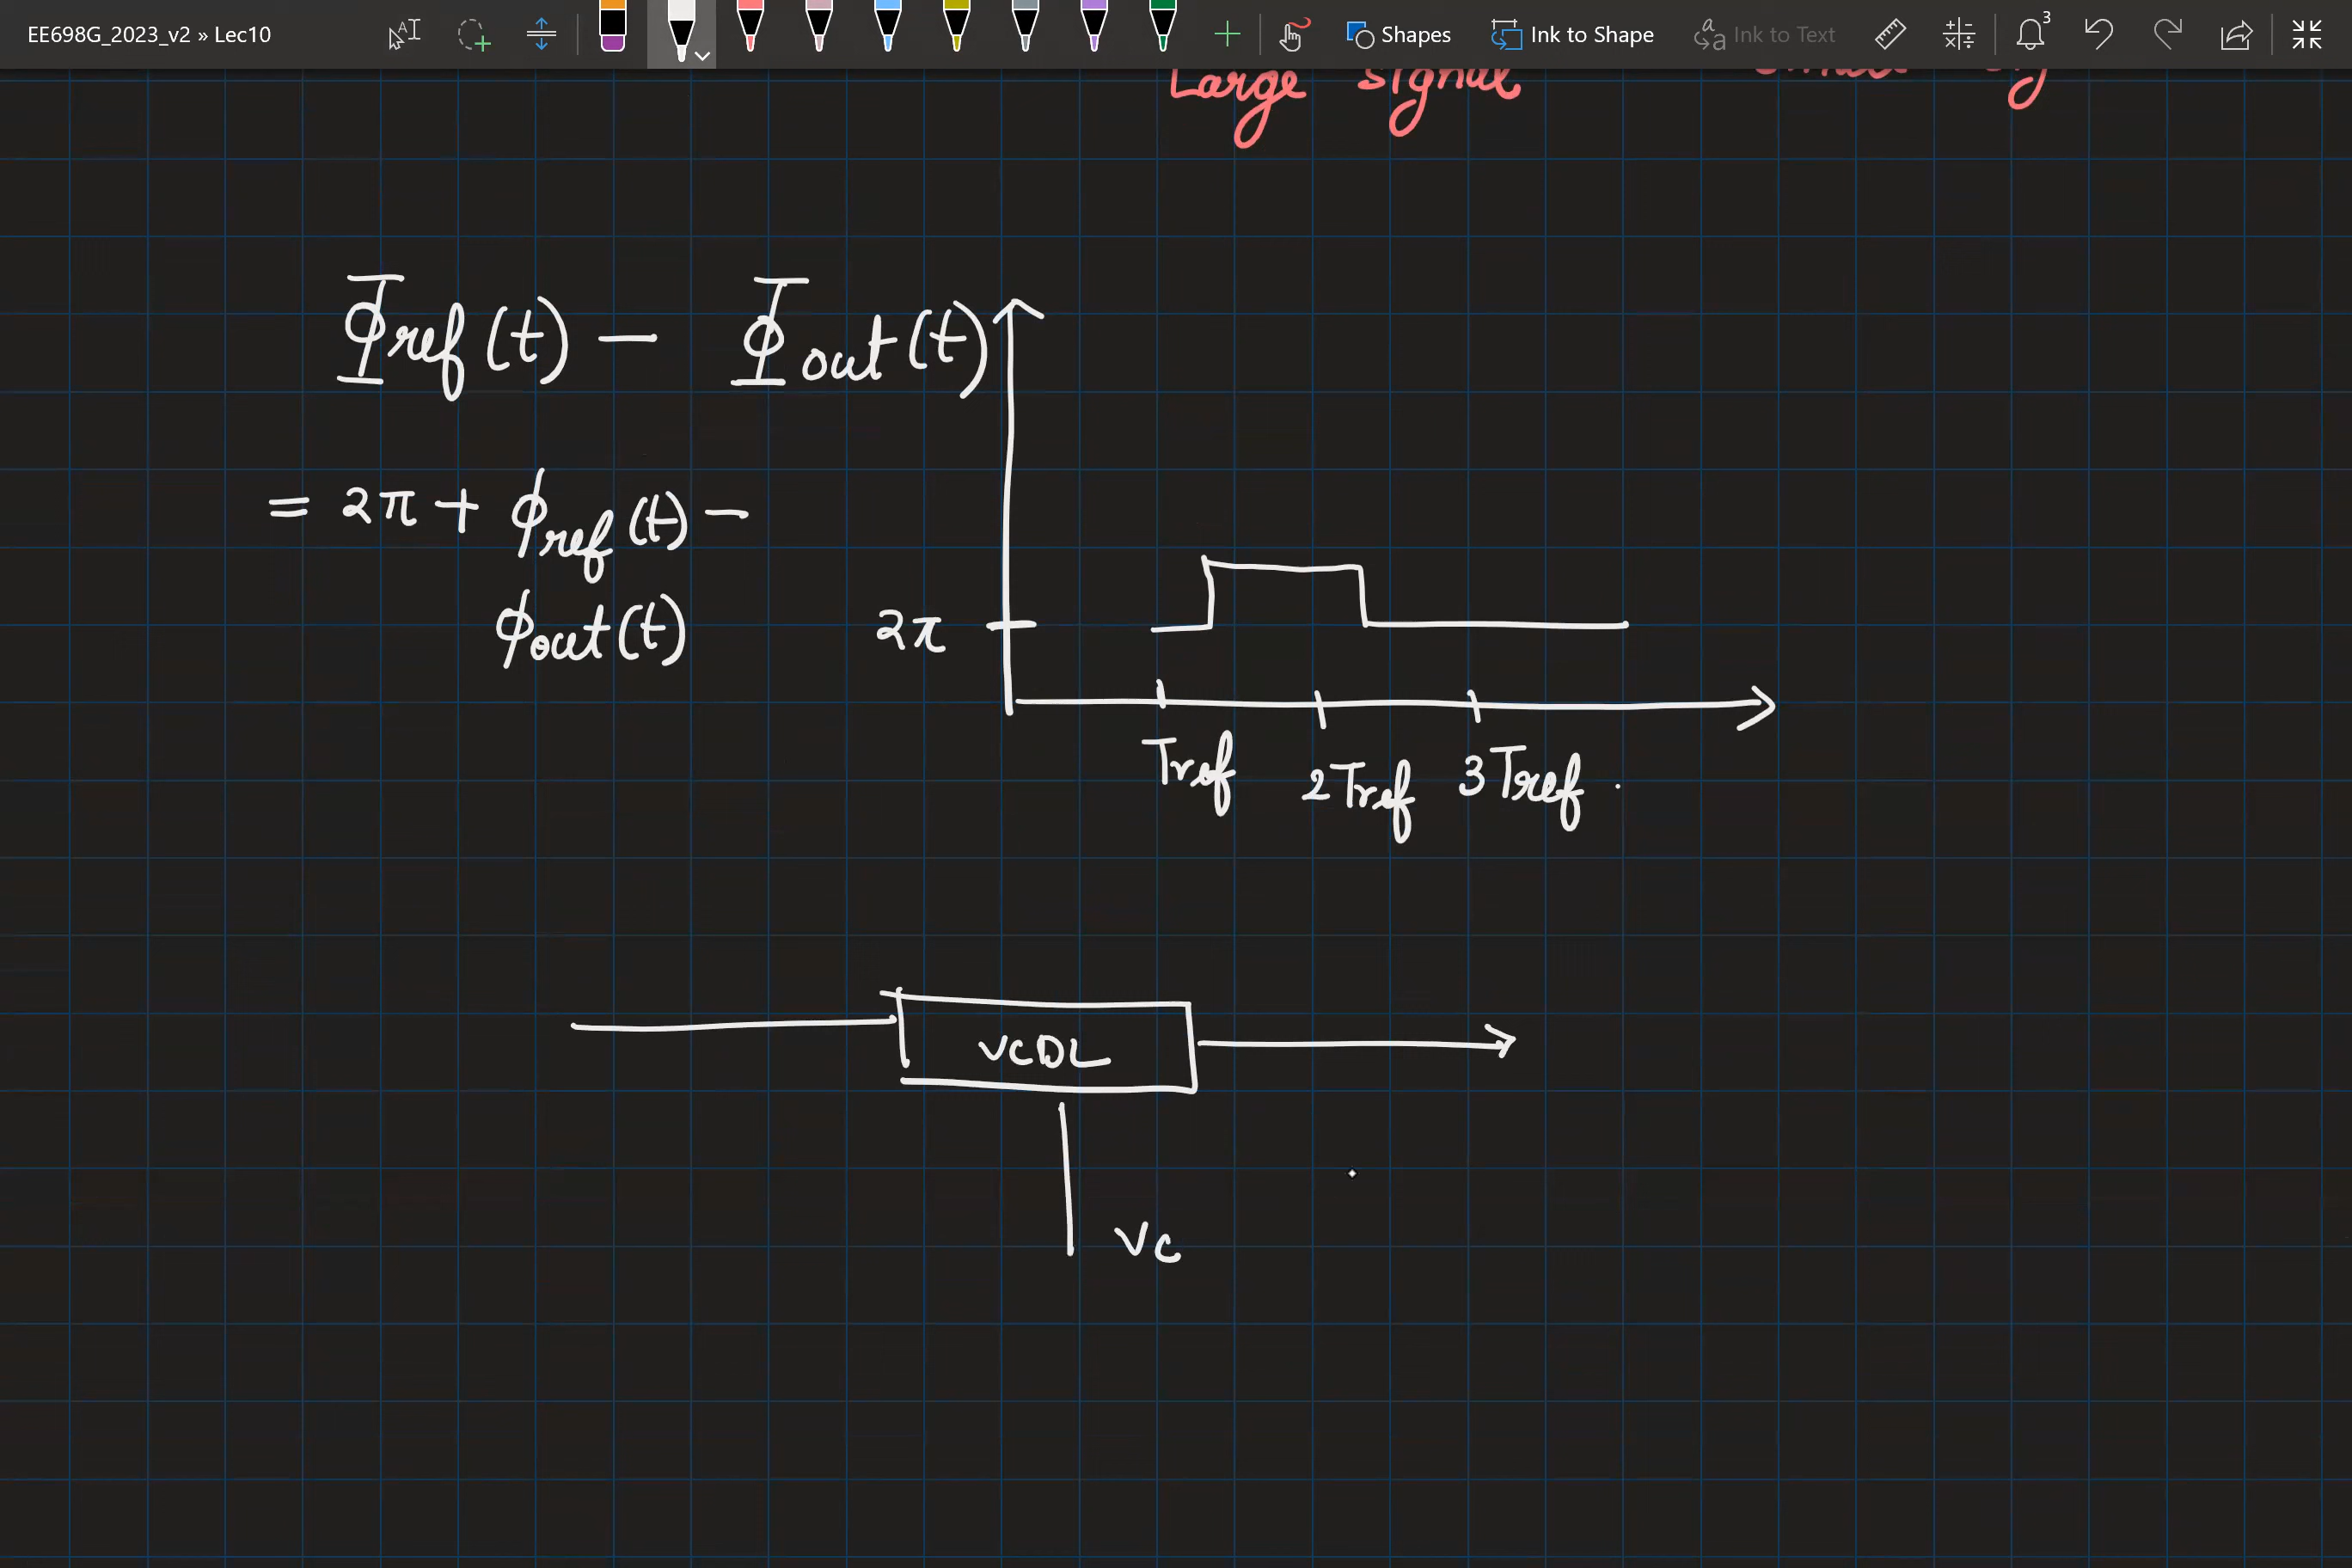 EE698G_2023_v2 » Lec10
Shapes
Ink to Shape
Ink to Text
3
Large signal
Φref(t) - Φout(t)
= 2π + ϕref(t) -
ϕout(t)
2π
Tref 2Tref 3Tref
VCDL
Vc